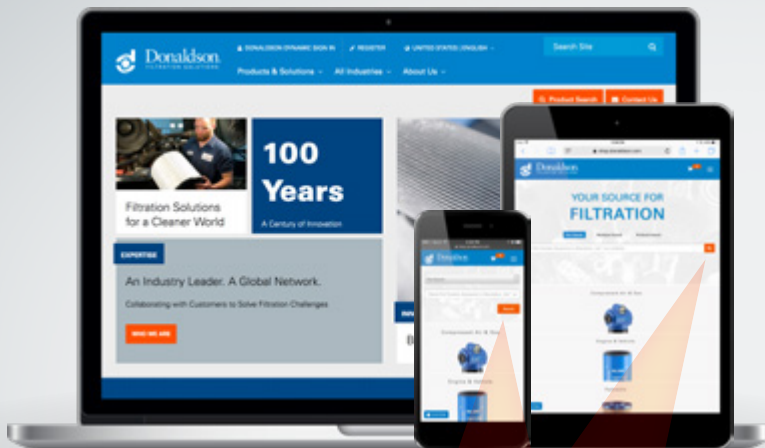 Donaldson.
FILTRATION SOLUTIONS
DONALDSON DYNAMIC SIGN IN
REGISTER
UNITED STATES | ENGLISH
Search Site
Products & Solutions
All Industries
About Us
Product Search
Contact Us
Filtration Solutions
for a Cleaner World
100
Years
A Century of Innovation
EXPERTISE
An Industry Leader. A Global Network.
Collaborating with Customers to Solve Filtration Challenges
WHO WE ARE
B
Donaldson
Compressed Air & Gas
Engine & Vehicle
shop.donaldson.com
Donaldson
YOUR SOURCE FOR
FILTRATION
Compressed Air & Gas
Engine & Vehicle